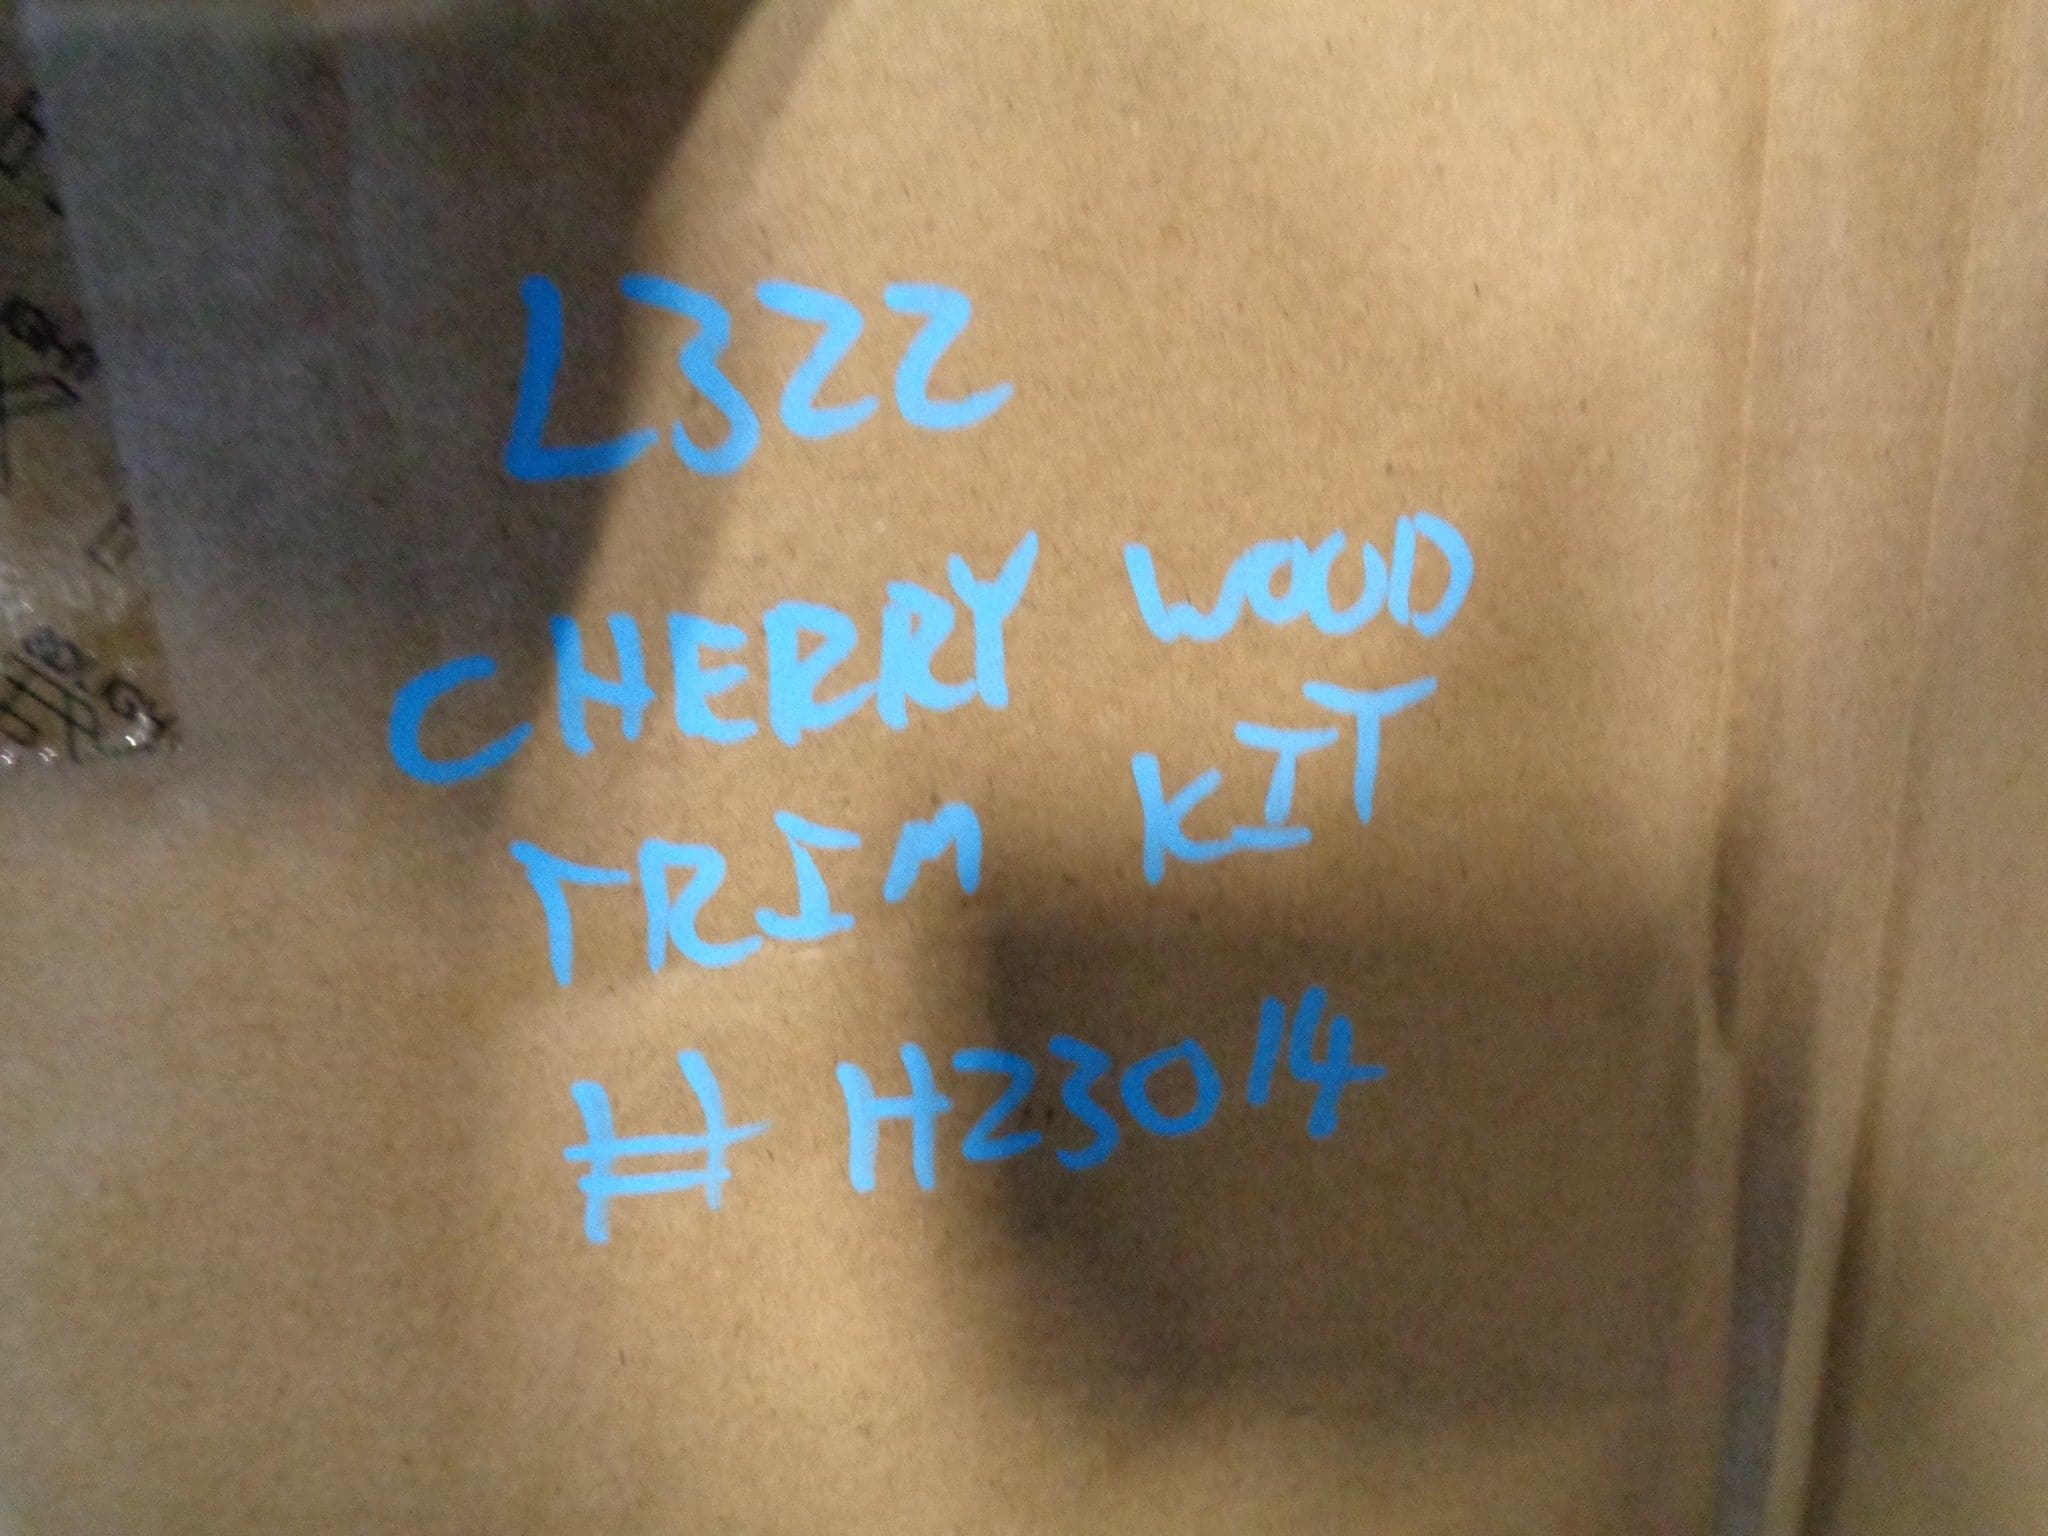 L322
CHERRY WOOD
TRIM KIT
# H23014